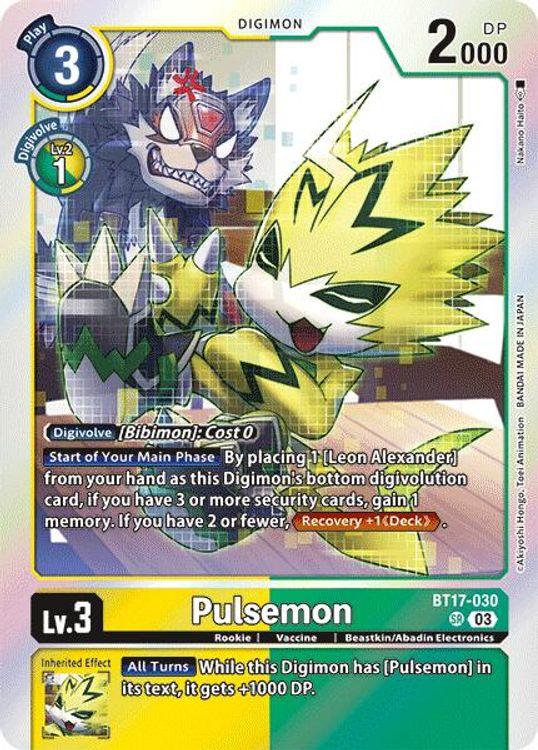 Play
3
DIGIMON
DP
2000
Digivolve
Lv.2
1
Nakano Haito
©Akiyoshi Hongo, Toei Animation BANDAI MADE IN JAPAN
Digivolve [Bibimon]: Cost 0
Start of Your Main Phase By placing 1 [Leon Alexander]
from your hand as this Digimon's bottom digivolution
card, if you have 3 or more security cards, gain 1
memory. If you have 2 or fewer, Recovery +1《Deck》.
Lv.3
Pulsemon
BT17-030
SR 03
Rookie | Vaccine | Beastkin/Abadin Electronics
Inherited Effect
All Turns While this Digimon has [Pulsemon] in
its text, it gets +1000 DP.